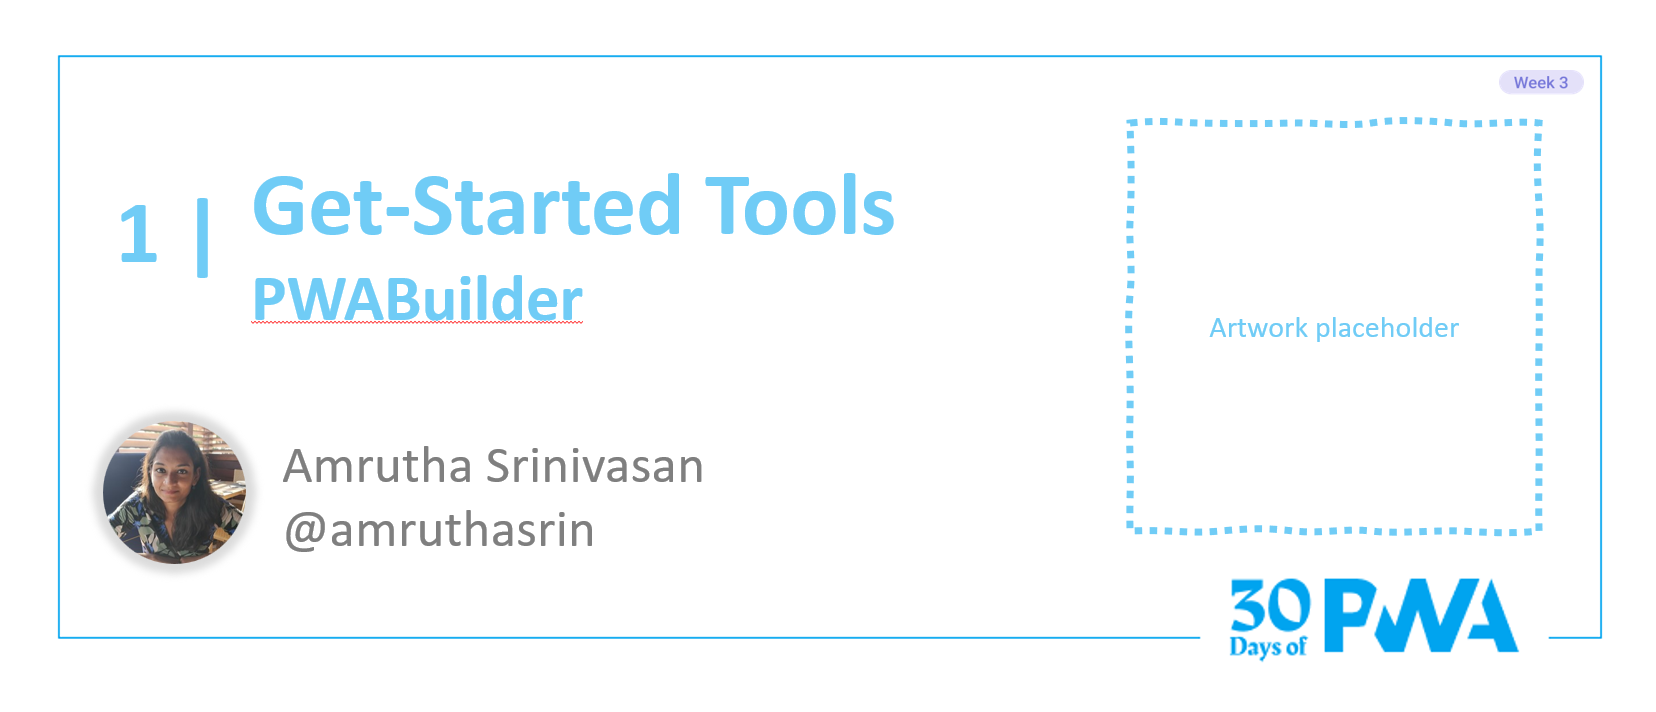 Week 3
1 |
Get-Started Tools
PWABuilder
Artwork placeholder
Amrutha Srinivasan
@amruthasrin
30
Days of
PWA